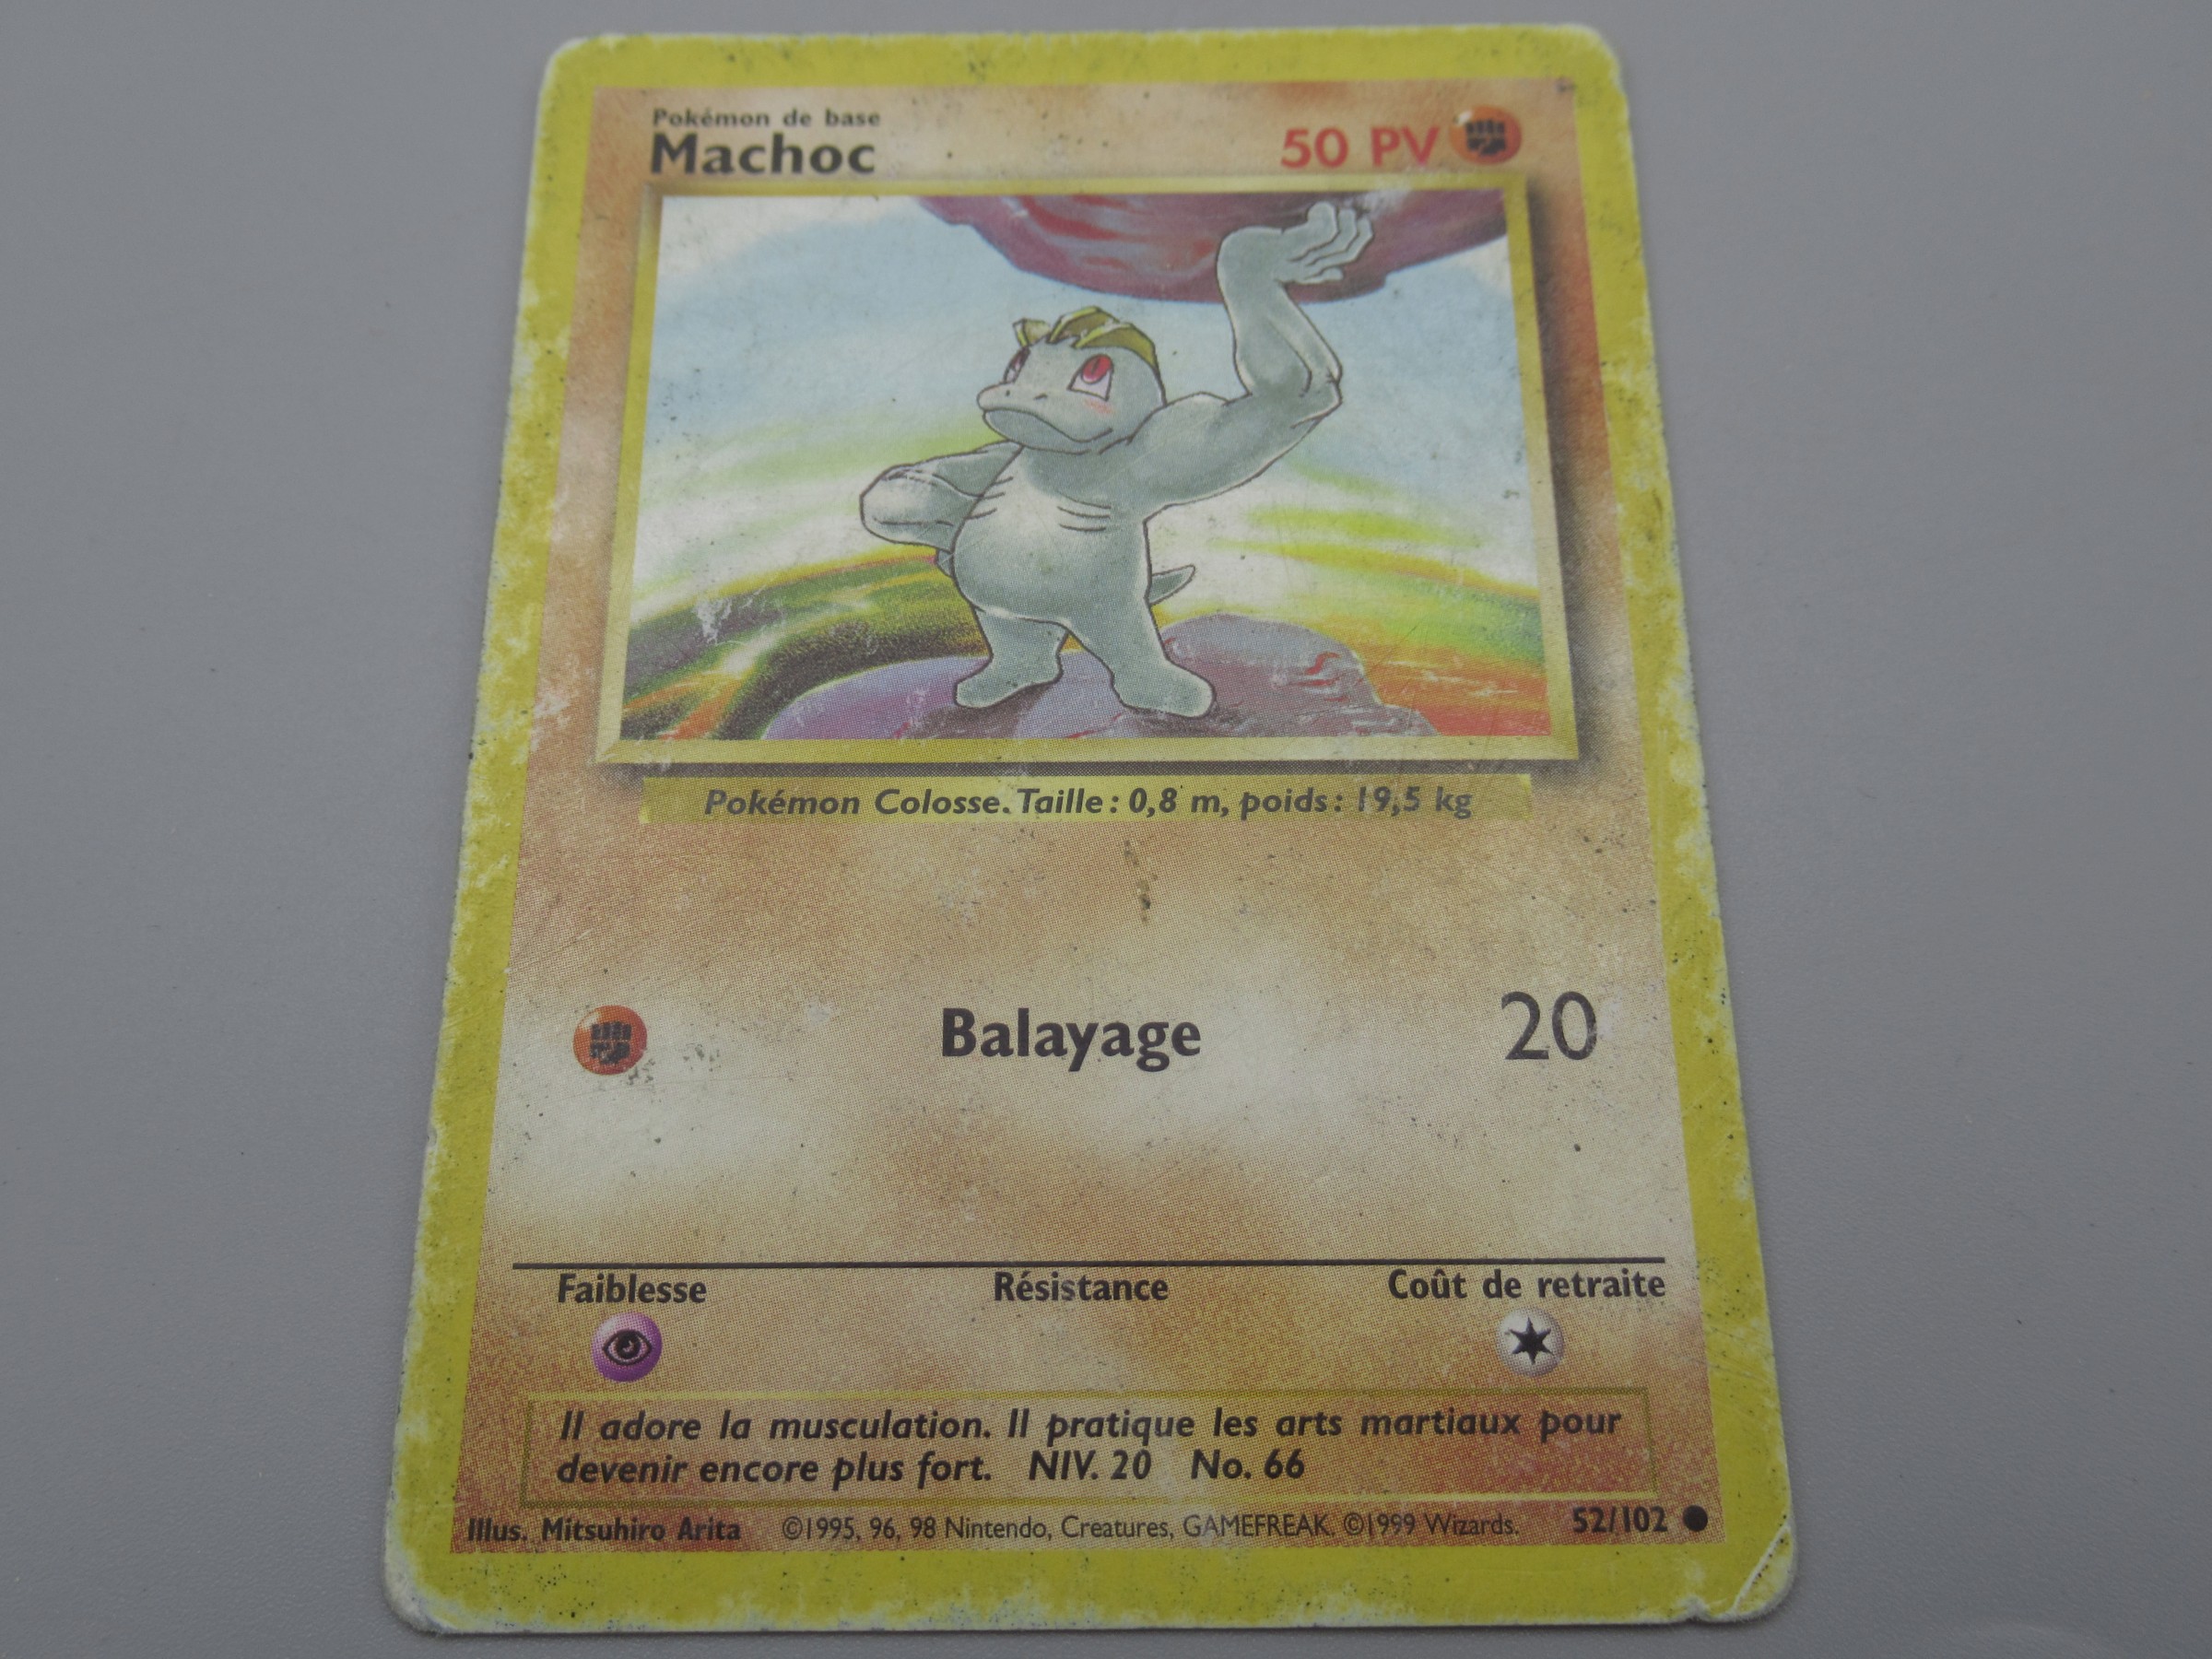 Pokémon de base
Machoc
50 PV
Pokémon Colosse. Taille : 0,8 m, poids : 19,5 kg
Balayage 20
Faiblesse Résistance Coût de retraite
Il adore la musculation. Il pratique les arts martiaux pour
devenir encore plus fort. NIV. 20 No. 66
Illus. Mitsuhiro Arita ©1995, 96, 98 Nintendo, Creatures, GAMEFREAK. ©1999 Wizards. 52/102